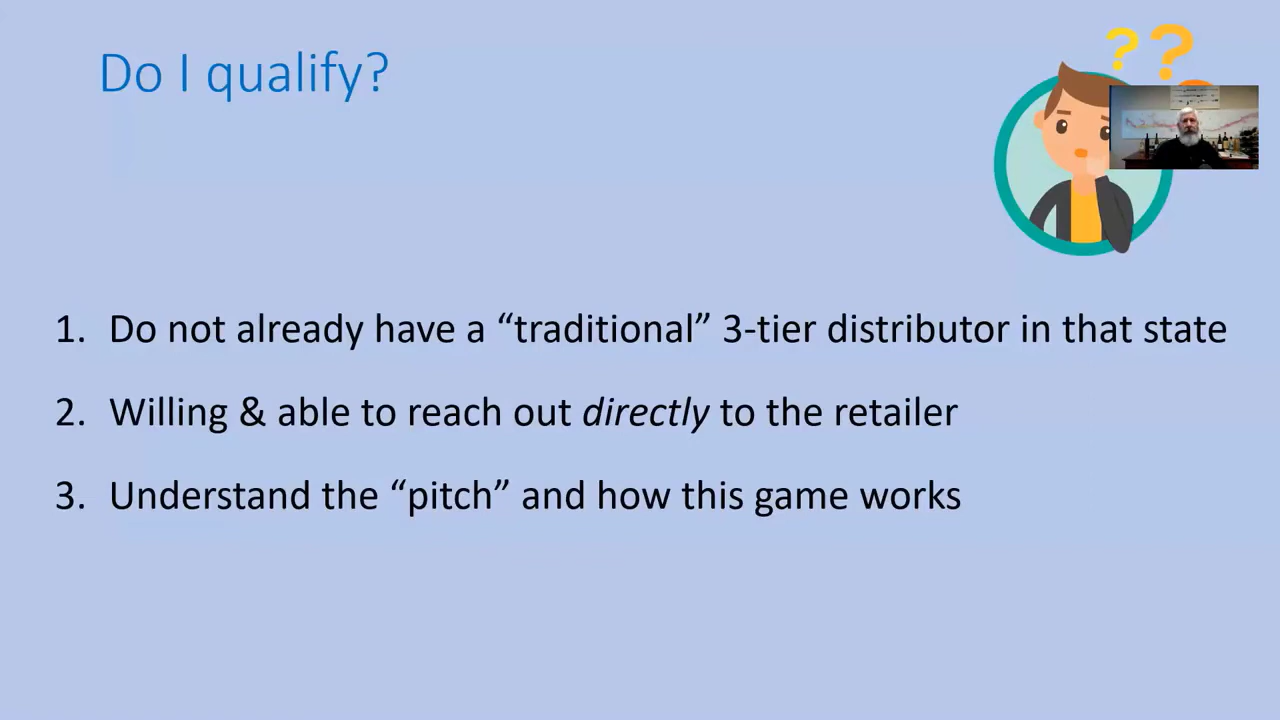 Do I qualify?
? ?
1. Do not already have a “traditional” 3-tier distributor in that state
2. Willing & able to reach out directly to the retailer
3. Understand the “pitch” and how this game works